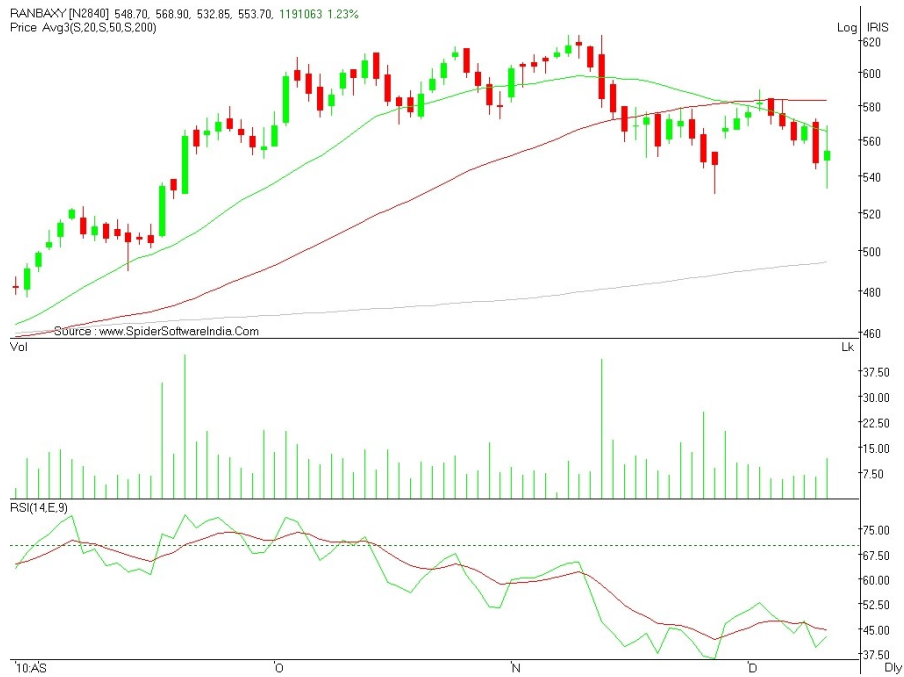 RANBAXY [N2840] 548.70, 568.90, 532.85, 553.70, 1191063 1.23%
Price Avg3(S,20,S,50,S,200)
Log IRIS
620
600
580
560
540
520
500
480
460
Source : www.SpiderSoftwareIndia.Com
Vol
Lk
37.50
30.00
22.50
15.00
7.50
RSI(14,E,9)
75.00
67.50
60.00
52.50
45.00
37.50
'10:AS O N D Dly